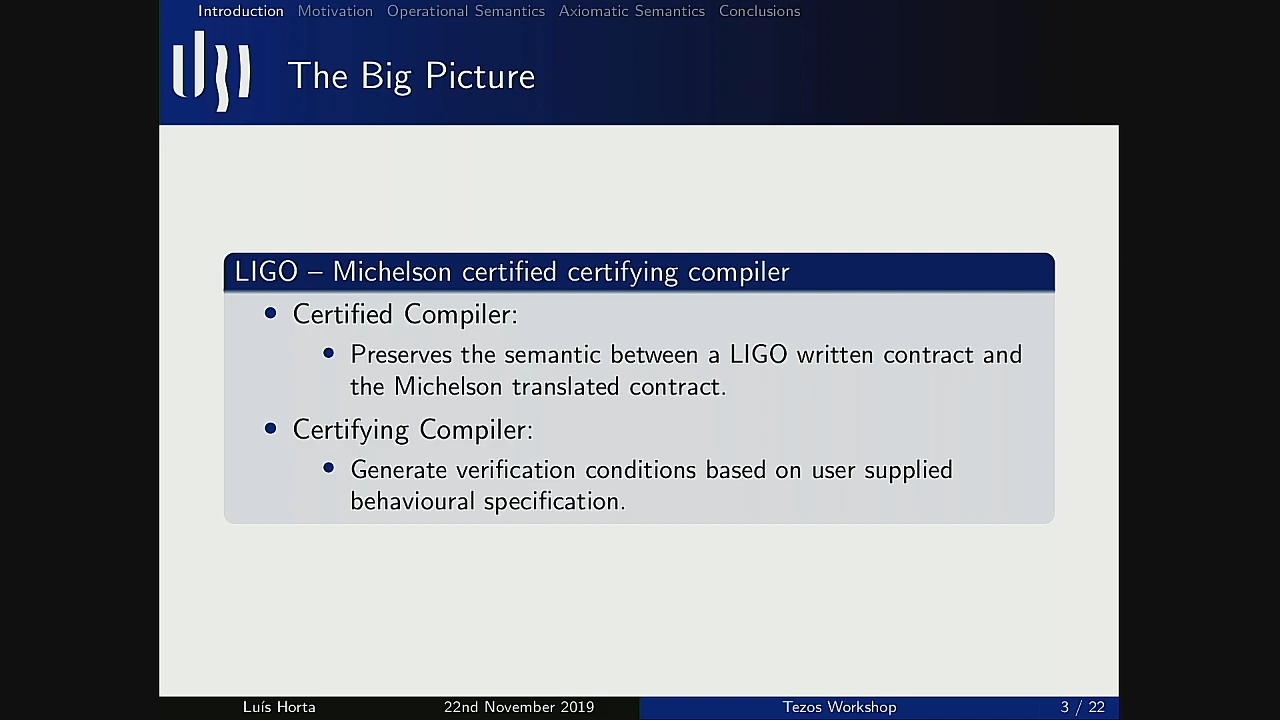 Introduction Motivation Operational Semantics Axiomatic Semantics Conclusions
UBI The Big Picture
LIGO – Michelson certified certifying compiler
Certified Compiler:
Preserves the semantic between a LIGO written contract and
the Michelson translated contract.
Certifying Compiler:
Generate verification conditions based on user supplied
behavioural specification.
Luís Horta 22nd November 2019 Tezos Workshop 3 / 22